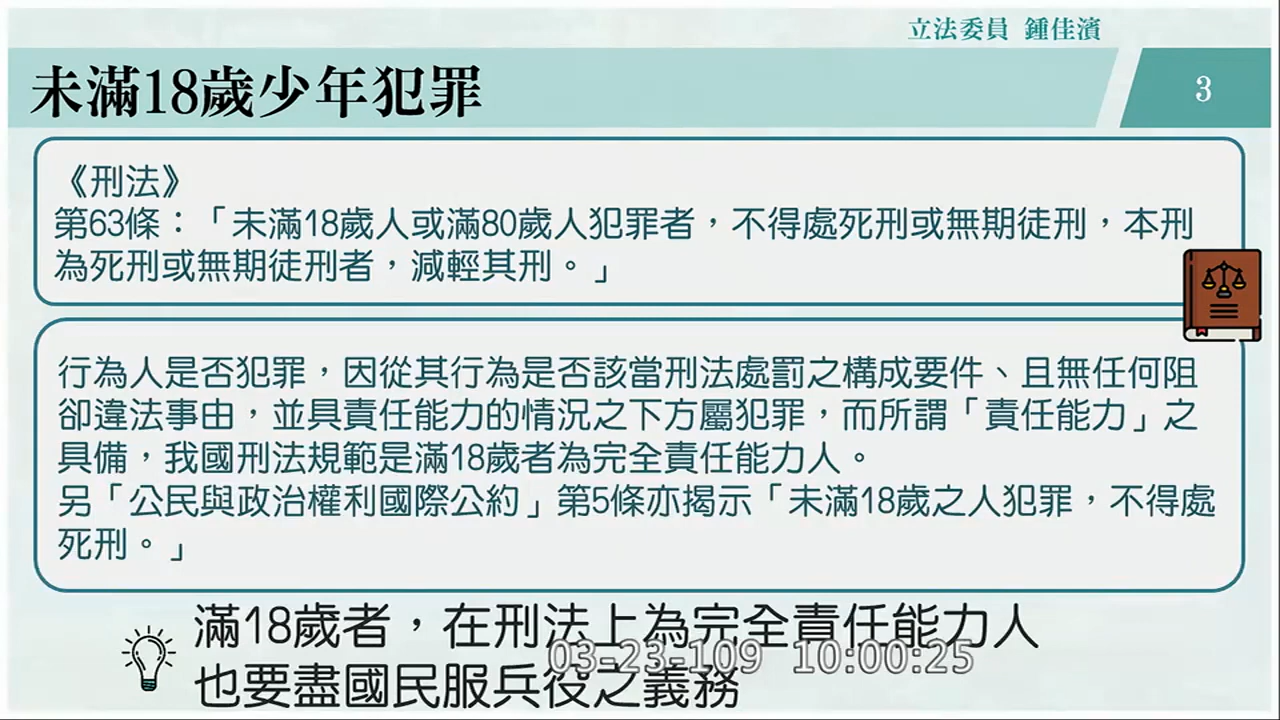 立法委員 鍾佳濱
未滿18歲少年犯罪
3
《刑法》
第63條：「未滿18歲人或滿80歲人犯罪者，不得處死刑或無期徒刑，本刑
為死刑或無期徒刑者，減輕其刑。」
行為人是否犯罪，因從其行為是否該當刑法處罰之構成要件、且無任何阻
卻違法事由，並具責任能力的情況之下方屬犯罪，而所謂「責任能力」之
具備，我國刑法規範是滿18歲者為完全責任能力人。
另「公民與政治權利國際公約」第5條亦揭示「未滿18歲之人犯罪，不得處
死刑。」
滿18歲者，在刑法上為完全責任能力人
03-23-109 10:00:25
也要盡國民服兵役之義務